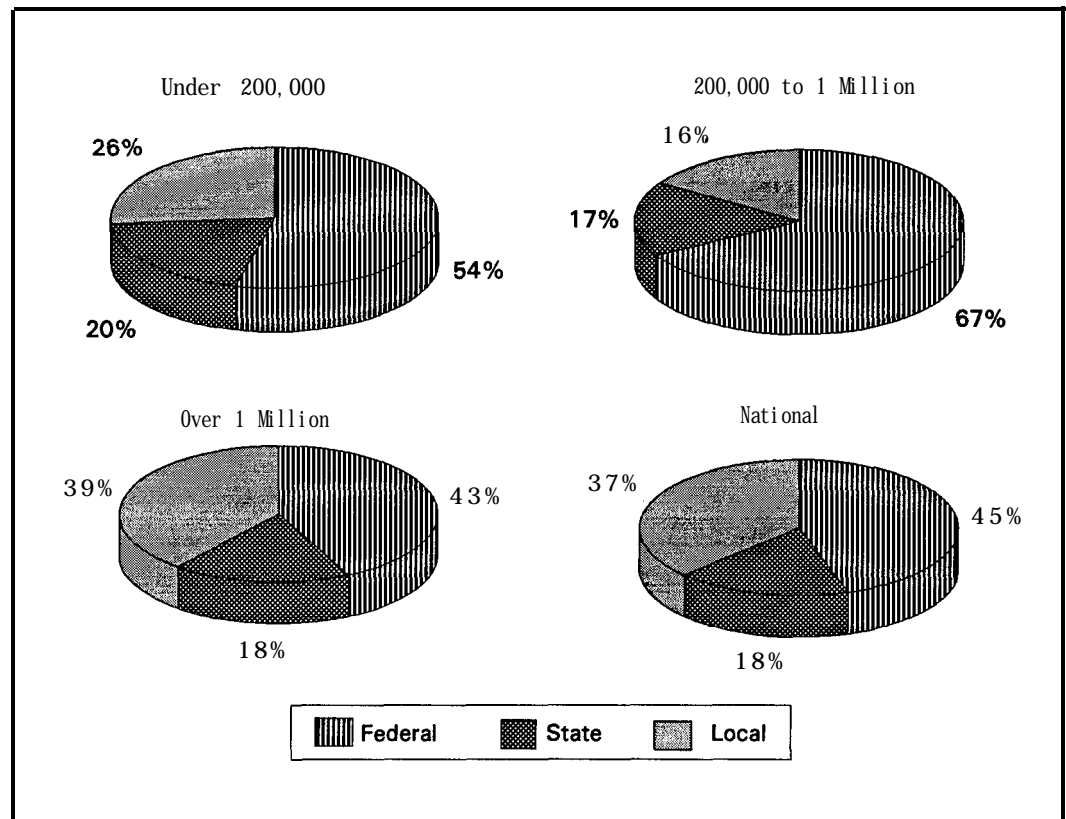 Under 200,000
26%
54%
20%
200,000 to 1 Million
16%
17%
67%
Over 1 Million
39%
43%
18%
National
37%
45%
18%
Federal State Local